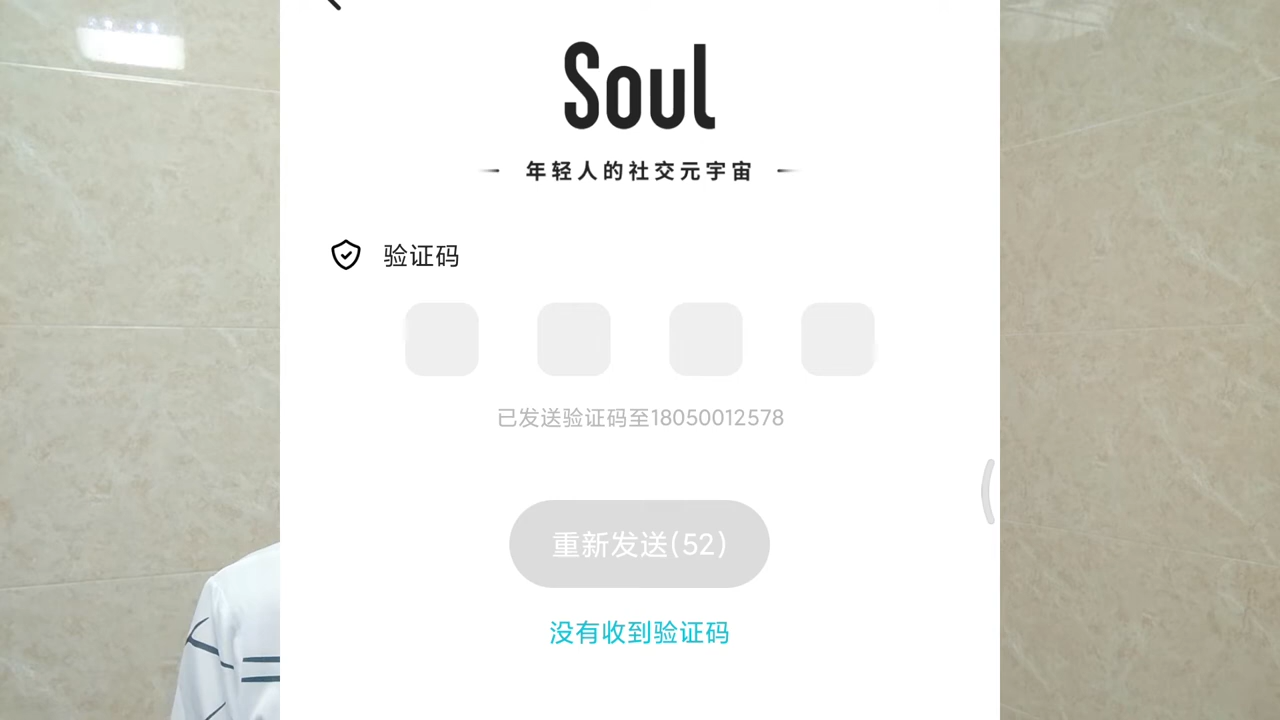 Soul
年轻人的社交元宇宙
验证码
已发送验证码至18050012578
重新发送(52)
没有收到验证码